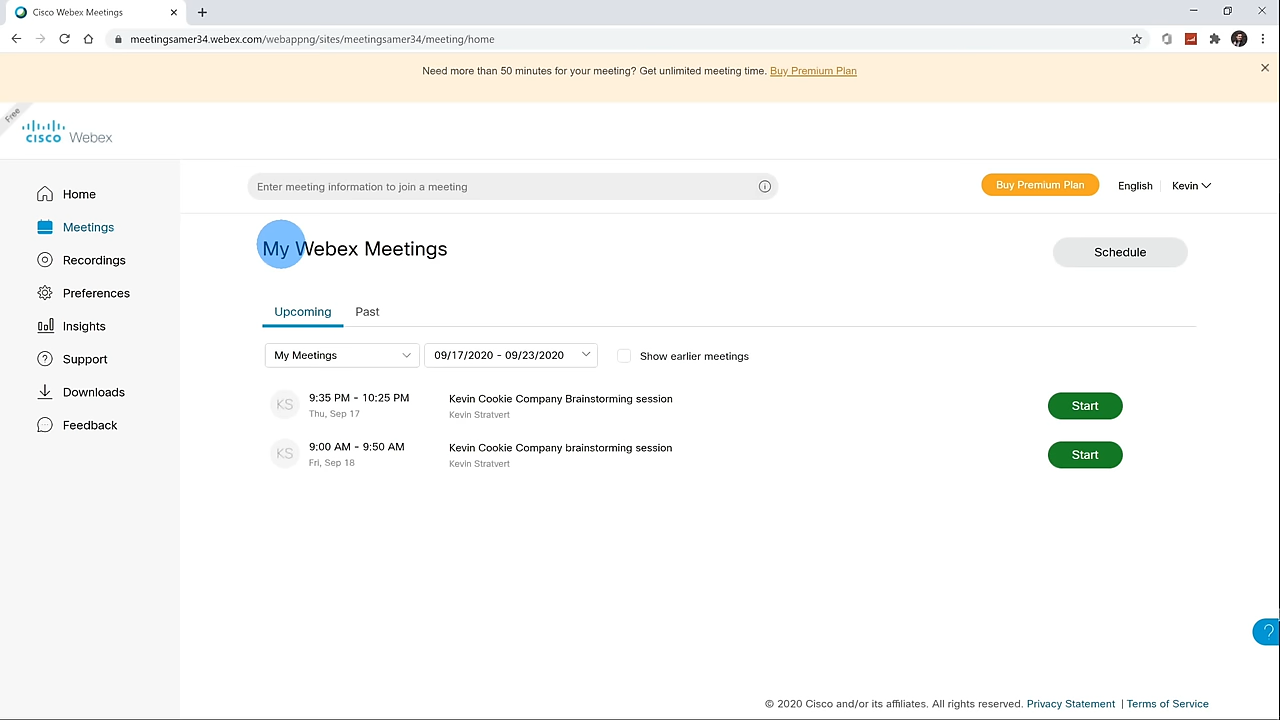 Cisco Webex Meetings
meetingsamer34.webex.com/webappng/sites/meetingsamer34/meeting/home
Need more than 50 minutes for your meeting? Get unlimited meeting time. Buy Premium Plan
Free
cisco Webex
Home
Meetings
Recordings
Preferences
Insights
Support
Downloads
Feedback
Enter meeting information to join a meeting
Buy Premium Plan
English
Kevin
My Webex Meetings
Schedule
Upcoming
Past
My Meetings
09/17/2020 - 09/23/2020
Show earlier meetings
KS
9:35 PM - 10:25 PM
Thu, Sep 17
Kevin Cookie Company Brainstorming session
Kevin Stratvert
Start
KS
9:00 AM - 9:50 AM
Fri, Sep 18
Kevin Cookie Company brainstorming session
Kevin Stratvert
Start
?
© 2020 Cisco and/or its affiliates. All rights reserved. Privacy Statement | Terms of Service